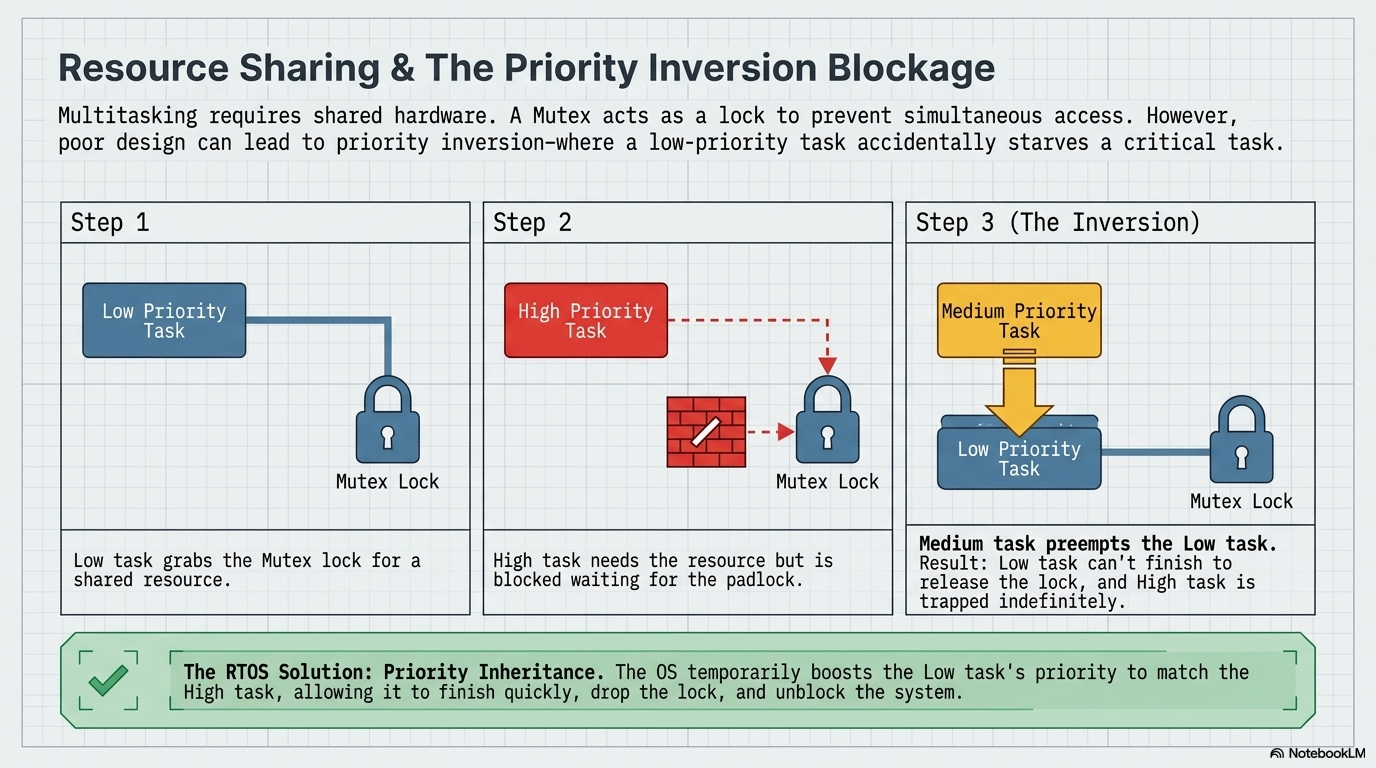 Resource Sharing & The Priority Inversion Blockage
Multitasking requires shared hardware. A Mutex acts as a lock to prevent simultaneous access. However,
poor design can lead to priority inversion–where a low-priority task accidentally starves a critical task.
Step 1
Low Priority
Task
Mutex Lock
Low task grabs the Mutex lock for a
shared resource.
Step 2
High Priority
Task
Mutex Lock
High task needs the resource but is
blocked waiting for the padlock.
Step 3 (The Inversion)
Medium Priority
Task
Low Priority
Task
Mutex Lock
Medium task preempts the Low task.
Result: Low task can't finish to
release the lock, and High task is
trapped indefinitely.
The RTOS Solution: Priority Inheritance. The OS temporarily boosts the Low task's priority to match the
High task, allowing it to finish quickly, drop the lock, and unblock the system.
NotebookLM